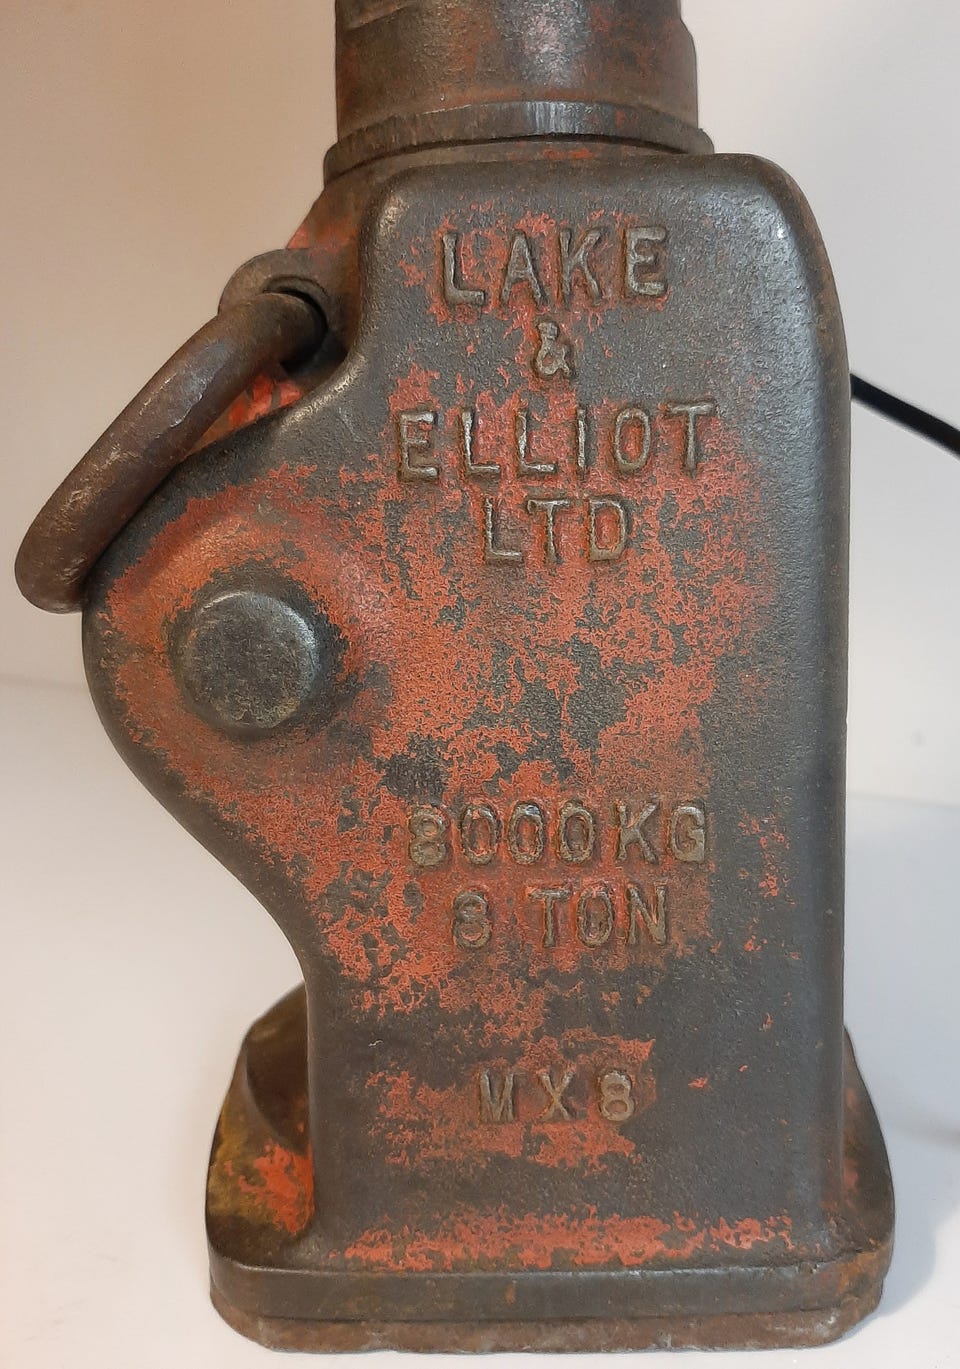 LAKE
&
ELLIOT
LTD
8000KG
8 TON
MX8